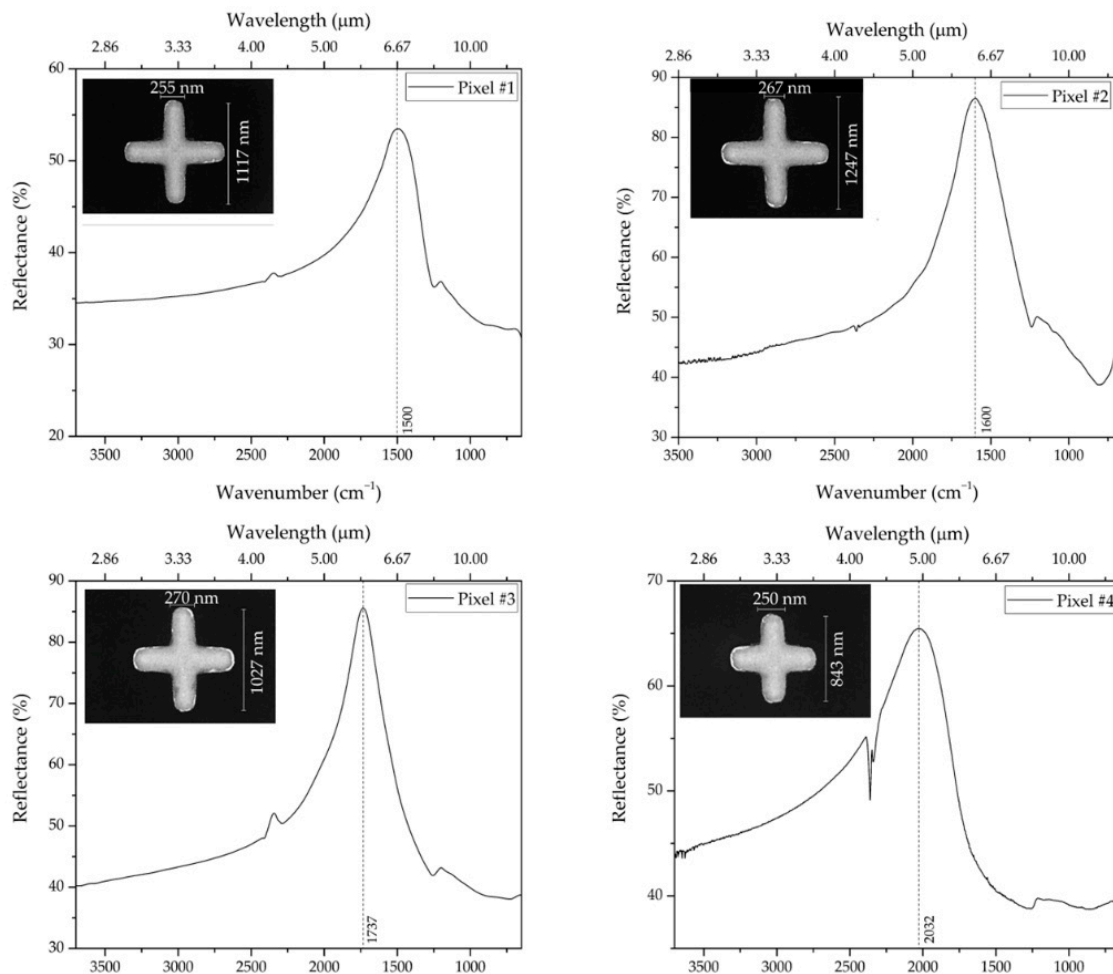 Wavelength (μm)
2.86 3.33 4.00 5.00 6.67 10.00
60
50
40
30
20
Reflectance (%)
255 nm
1117 nm
Pixel #1
1500
3500 3000 2500 2000 1500 1000
Wavenumber (cm⁻¹)
Wavelength (μm)
2.86 3.33 4.00 5.00 6.67 10.00
90
80
70
60
50
40
30
Reflectance (%)
267 nm
1247 nm
Pixel #2
1600
3500 3000 2500 2000 1500 1000
Wavenumber (cm⁻¹)
Wavelength (μm)
2.86 3.33 4.00 5.00 6.67 10.00
90
80
70
60
50
40
30
Reflectance (%)
270 nm
1027 nm
Pixel #3
1737
3500 3000 2500 2000 1500 1000
Wavelength (μm)
2.86 3.33 4.00 5.00 6.67 10.00
70
60
50
40
Reflectance (%)
250 nm
843 nm
Pixel #4
2032
3500 3000 2500 2000 1500 1000